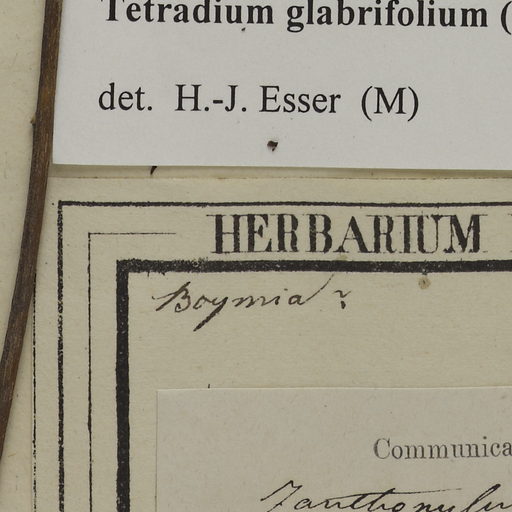 Tetradium glabrifolium (
det. H.-J. Esser (M)
HERBARIUM
Boymia ?
Communica